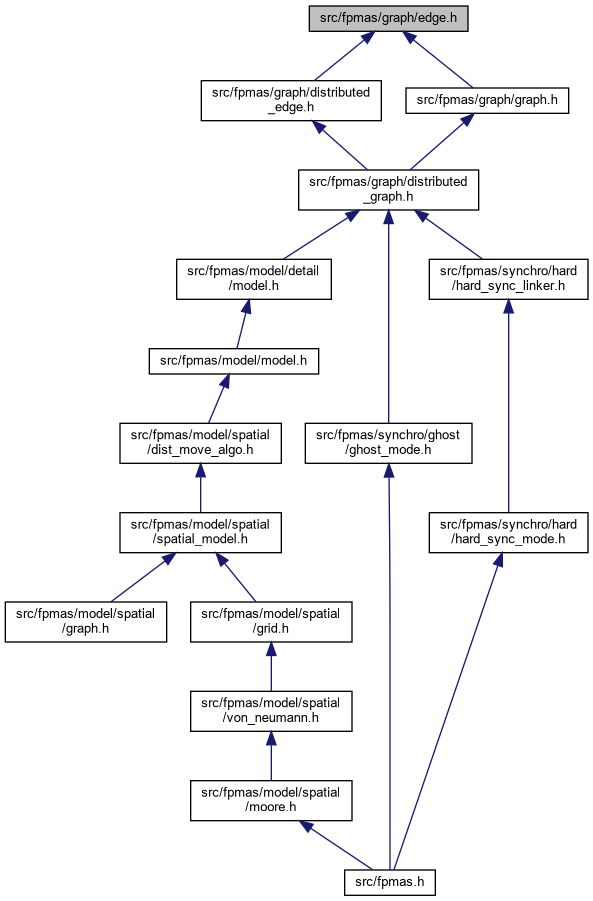 src/fpmas/graph/edge.h
src/fpmas/graph/distributed
_edge.h
src/fpmas/graph/graph.h
src/fpmas/graph/distributed
_graph.h
src/fpmas/model/detail
/model.h
src/fpmas/synchro/hard
/hard_sync_linker.h
src/fpmas/model/model.h
src/fpmas/model/spatial
/dist_move_algo.h
src/fpmas/synchro/ghost
/ghost_mode.h
src/fpmas/model/spatial
/spatial_model.h
src/fpmas/synchro/hard
/hard_sync_mode.h
src/fpmas/model/spatial
/graph.h
src/fpmas/model/spatial
/grid.h
src/fpmas/model/spatial
/von_neumann.h
src/fpmas/model/spatial
/moore.h
src/fpmas.h